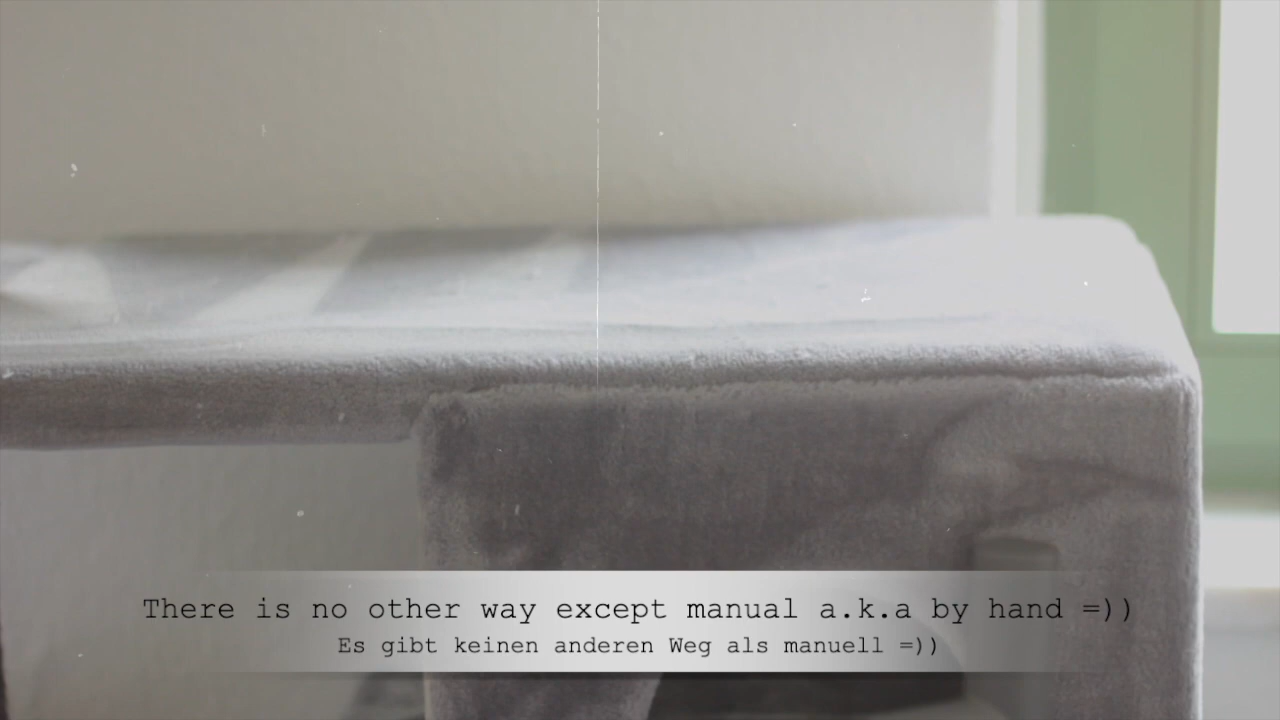 There is no other way except manual a.k.a by hand =))
Es gibt keinen anderen Weg als manuell =))